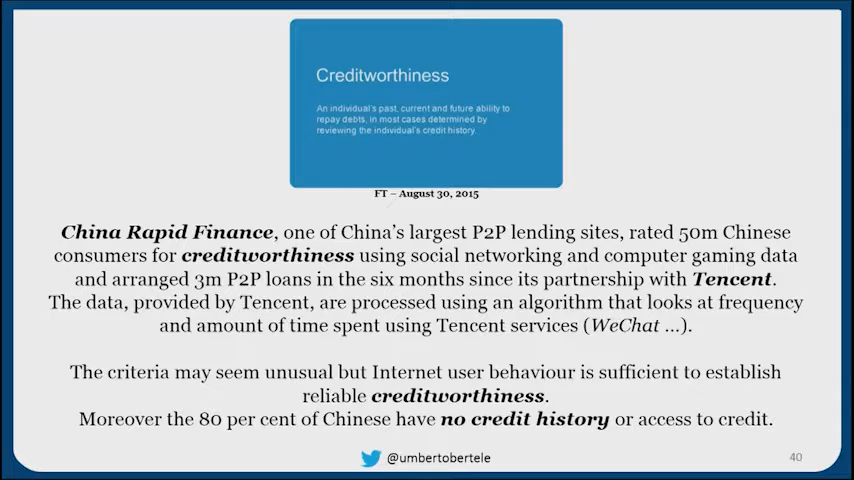 Creditworthiness
An individual's past, current and future ability to
repay debts, in most cases determined by
reviewing the individual's credit history.
FT – August 30, 2015
China Rapid Finance, one of China's largest P2P lending sites, rated 50m Chinese
consumers for creditworthiness using social networking and computer gaming data
and arranged 3m P2P loans in the six months since its partnership with Tencent.
The data, provided by Tencent, are processed using an algorithm that looks at frequency
and amount of time spent using Tencent services (WeChat ...).
The criteria may seem unusual but Internet user behaviour is sufficient to establish
reliable creditworthiness.
Moreover the 80 per cent of Chinese have no credit history or access to credit.
@umbertobertele
40